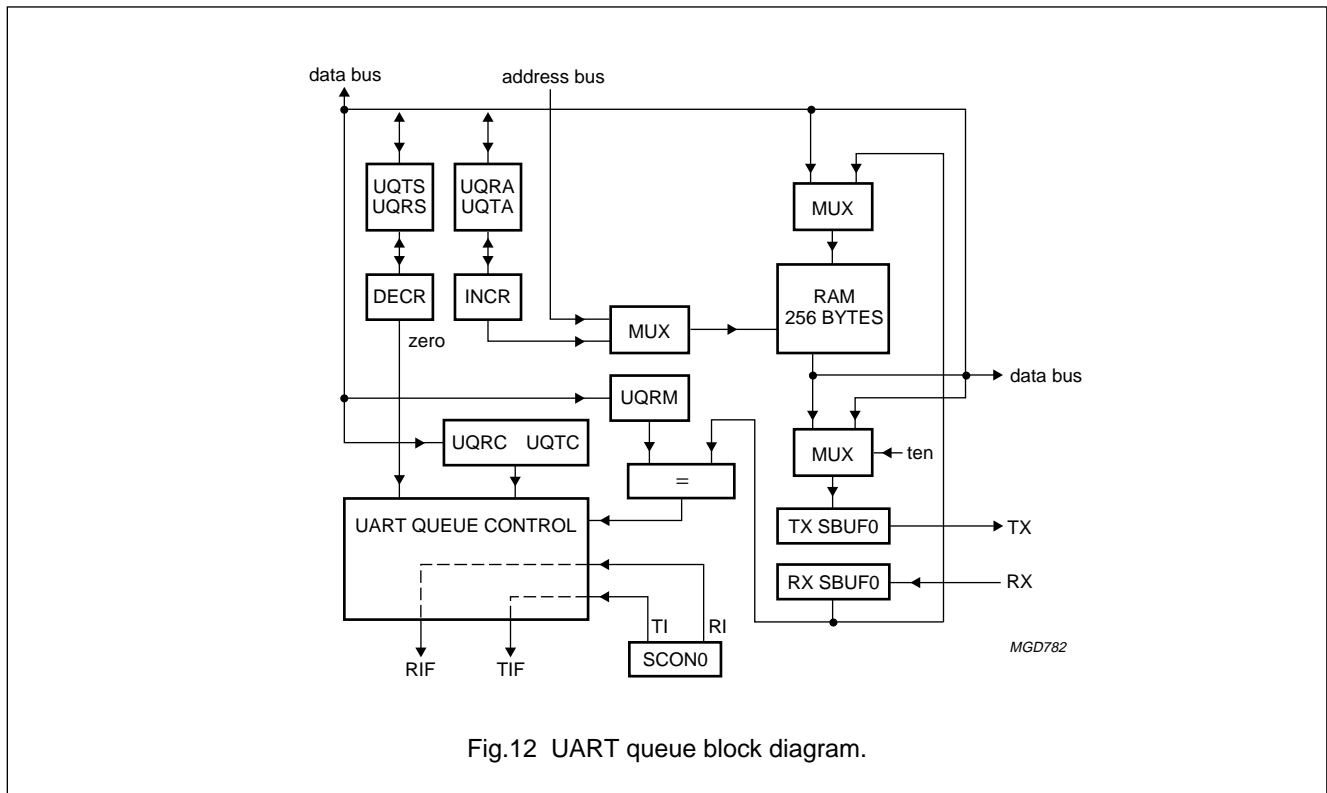 data bus
address bus
UQTS
UQRS
UQRA
UQTA
MUX
DECR
INCR
RAM
256 BYTES
MUX
zero
data bus
UQRM
UQRC UQTC
MUX
ten
=
UART QUEUE CONTROL
TX SBUF0
TX
RX SBUF0
RX
TI
RI
SCON0
RIF
TIF
MGD782
Fig.12 UART queue block diagram.